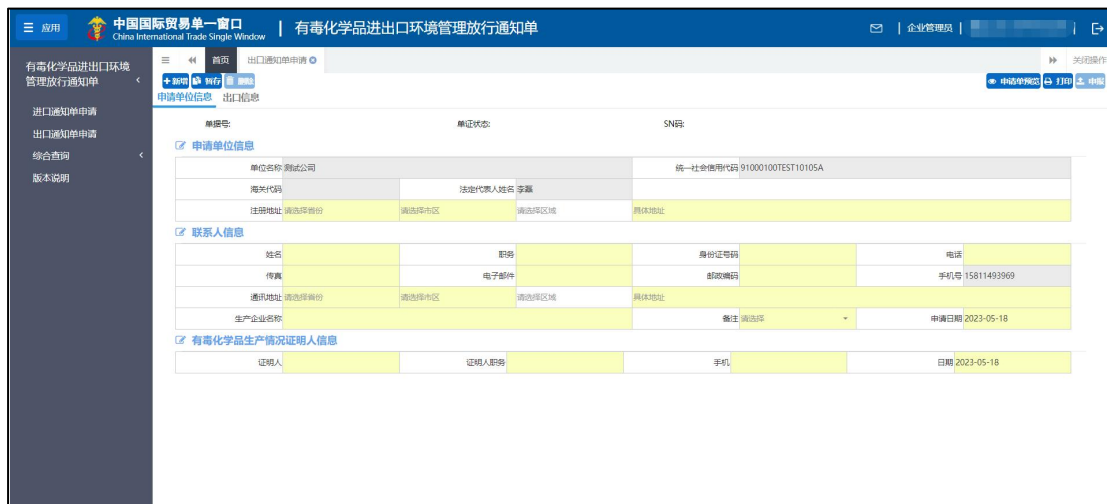 应用
中国国际贸易单一窗口
China International Trade Single Window
有毒化学品进出口环境管理放行通知单
企业管理员
有毒化学品进出口环境管理放行通知单
进口通知单申请
出口通知单申请
综合查询
版本说明
首页 出口通知单申请 关闭操作
新增 暂存 删除 申请单预览 打印 申报
申请单位信息 出口信息
单据号: 单证状态: SN码:
申请单位信息
单位名称 测试公司 统一社会信用代码 91000100TEST10105A
海关代码 法定代表人姓名 李磊
注册地址 请选择省份 请选择市区 请选择区域 具体地址
联系人信息
姓名 职务 身份证号码 电话
传真 电子邮件 邮政编码 手机号 15811493969
通讯地址 请选择省份 请选择市区 请选择区域 具体地址
生产企业名称 备注 请选择 申请日期 2023-05-18
有毒化学品生产情况证明人信息
证明人 证明人职务 手机 日期 2023-05-18